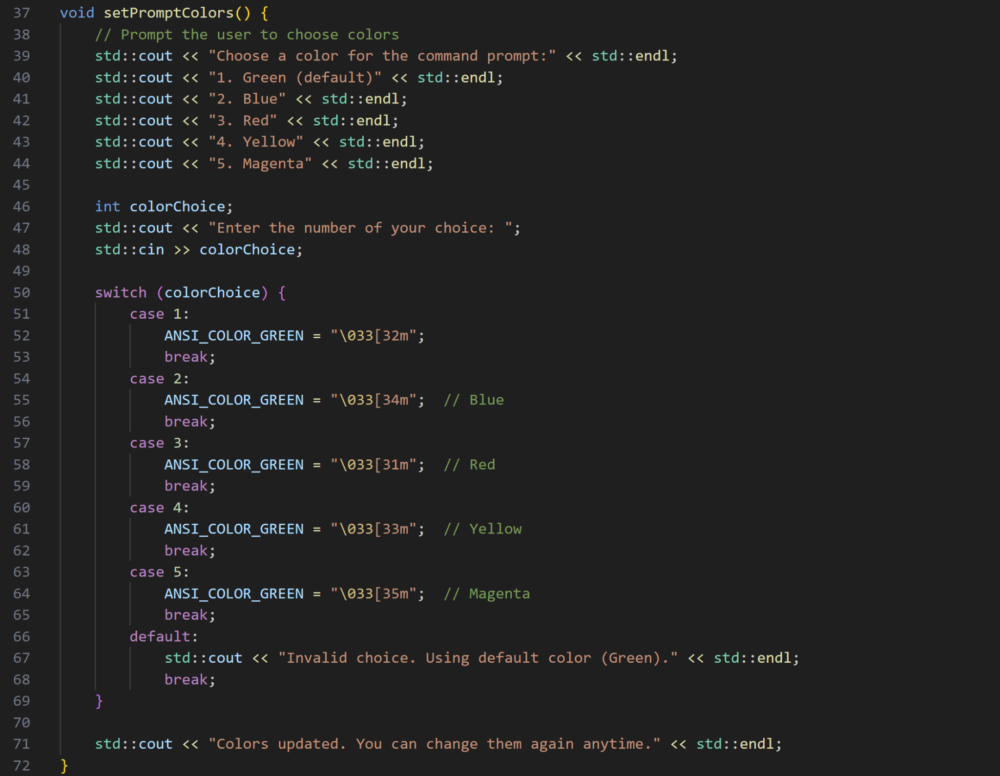 37 void setPromptColors() {
38     // Prompt the user to choose colors
39     std::cout << "Choose a color for the command prompt:" << std::endl;
40     std::cout << "1. Green (default)" << std::endl;
41     std::cout << "2. Blue" << std::endl;
42     std::cout << "3. Red" << std::endl;
43     std::cout << "4. Yellow" << std::endl;
44     std::cout << "5. Magenta" << std::endl;
45
46     int colorChoice;
47     std::cout << "Enter the number of your choice: ";
48     std::cin >> colorChoice;
49
50     switch (colorChoice) {
51         case 1:
52             ANSI_COLOR_GREEN = "\033[32m";
53             break;
54         case 2:
55             ANSI_COLOR_GREEN = "\033[34m";  // Blue
56             break;
57         case 3:
58             ANSI_COLOR_GREEN = "\033[31m";  // Red
59             break;
60         case 4:
61             ANSI_COLOR_GREEN = "\033[33m";  // Yellow
62             break;
63         case 5:
64             ANSI_COLOR_GREEN = "\033[35m";  // Magenta
65             break;
66         default:
67             std::cout << "Invalid choice. Using default color (Green)." << std::endl;
68             break;
69     }
70
71     std::cout << "Colors updated. You can change them again anytime." << std::endl;
72 }